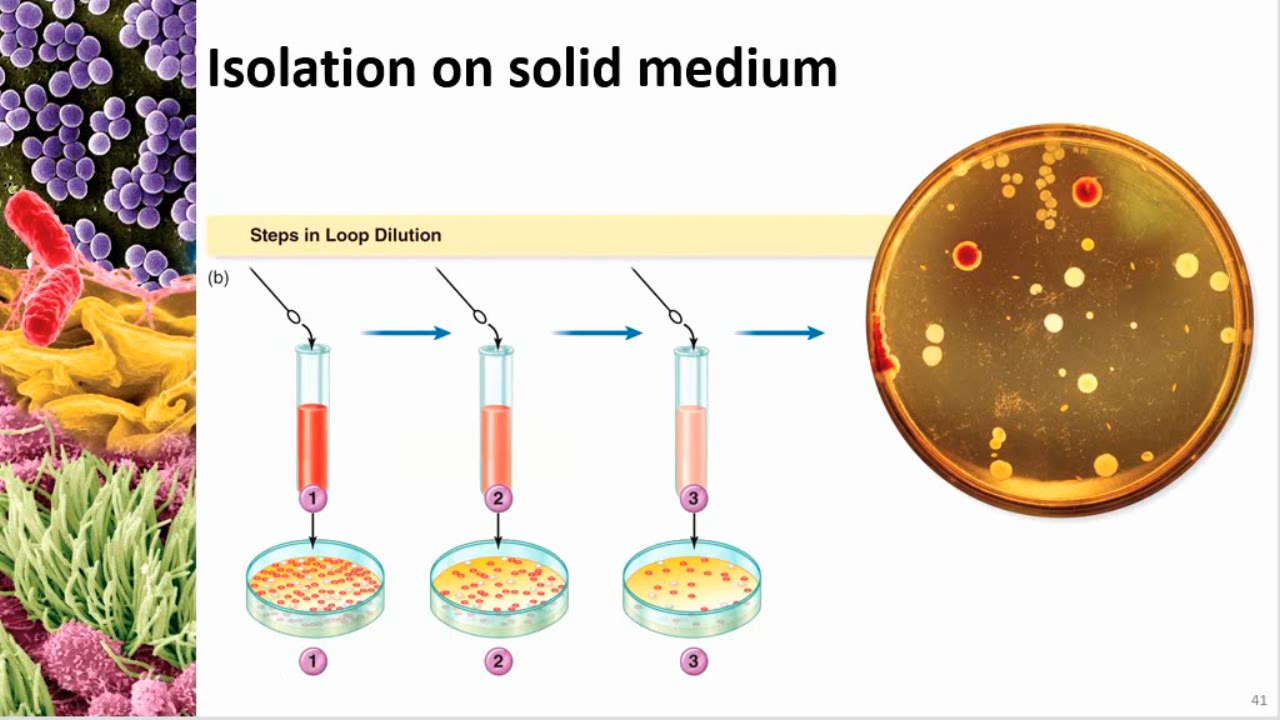 Isolation on solid medium
Steps in Loop Dilution
(b)
1 2 3
1 2 3
41